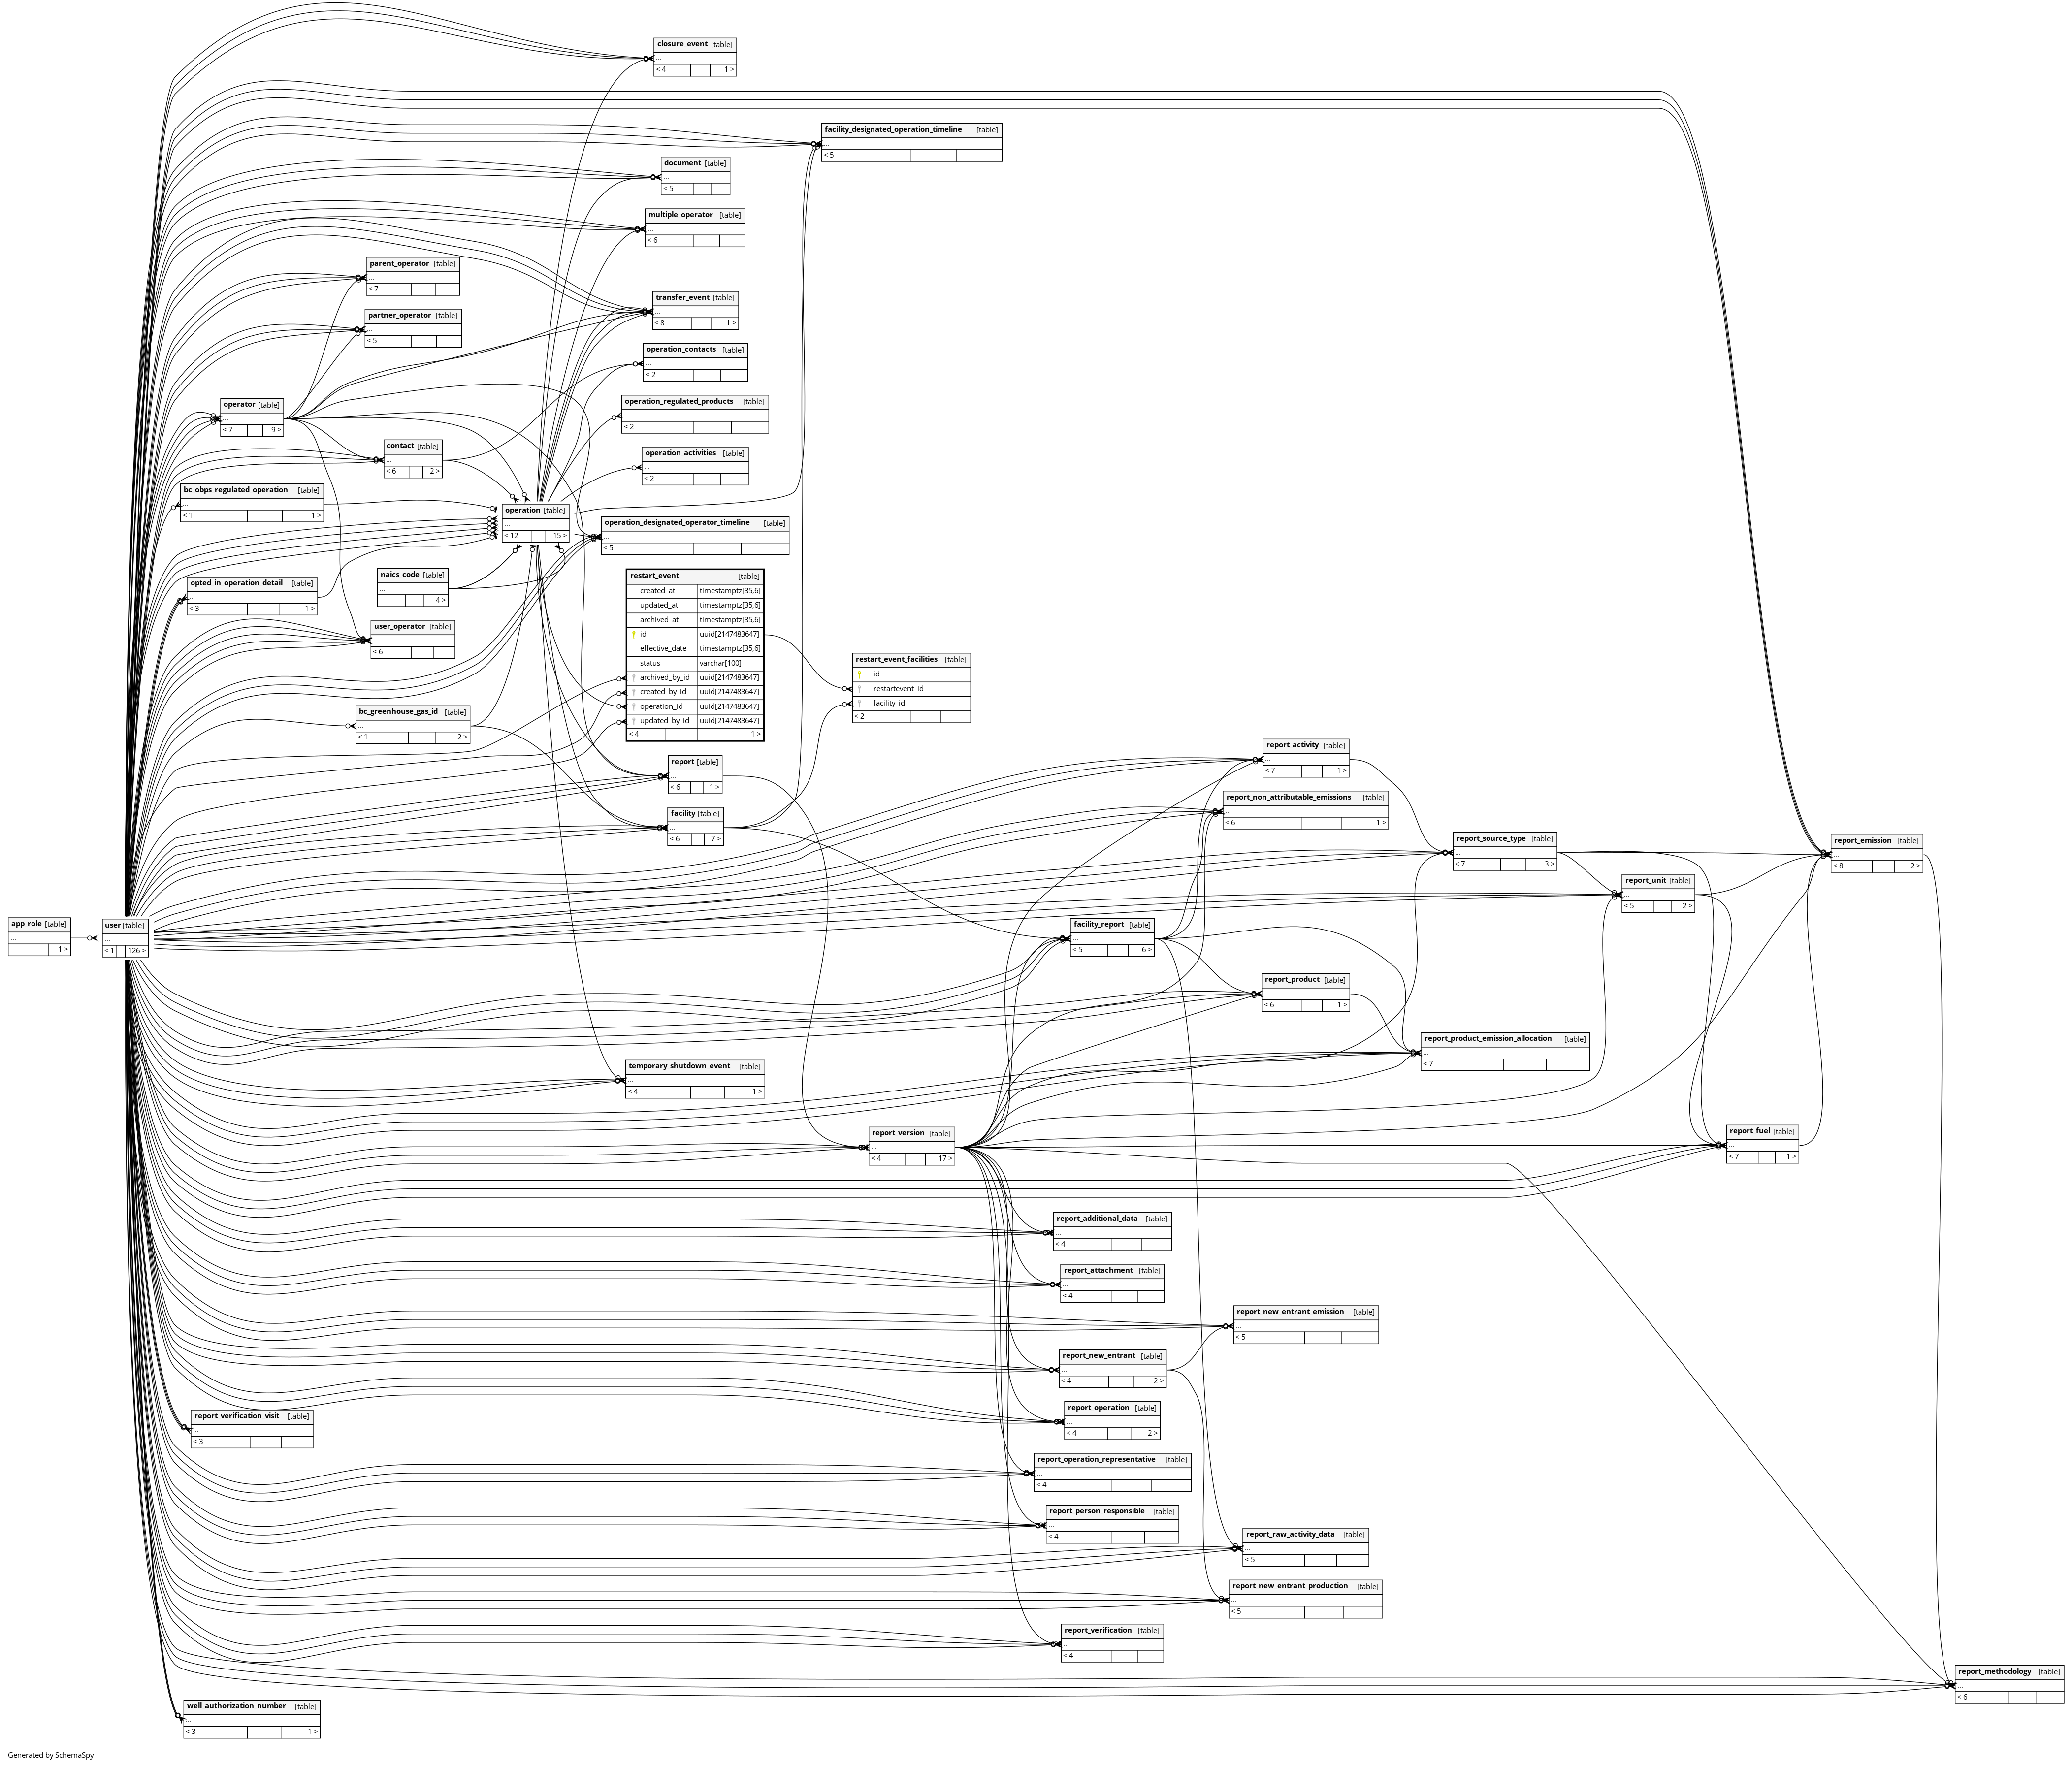 closure_event [table]
...
< 4 1 >
facility_designated_operation_timeline [table]
...
< 5
document [table]
...
< 5
multiple_operator [table]
...
< 6
parent_operator [table]
...
< 7
transfer_event [table]
...
< 8 1 >
partner_operator [table]
...
< 5
operation_contacts [table]
...
< 2
operator [table]
...
< 7 9 >
operation_regulated_products [table]
...
< 2
contact [table]
...
< 6 2 >
operation_activities [table]
...
< 2
bc_obps_regulated_operation [table]
...
< 1 1 >
operation [table]
...
< 12 15 >
operation_designated_operator_timeline [table]
...
< 5
naics_code [table]
...
4 >
opted_in_operation_detail [table]
...
< 3 1 >
restart_event [table]
created_at timestamptz[35,6]
updated_at timestamptz[35,6]
archived_at timestamptz[35,6]
id uuid[2147483647]
effective_date timestamptz[35,6]
status varchar[100]
archived_by_id uuid[2147483647]
created_by_id uuid[2147483647]
operation_id uuid[2147483647]
updated_by_id uuid[2147483647]
< 4 1 >
user_operator [table]
...
< 6
restart_event_facilities [table]
id
restartevent_id
facility_id
< 2
bc_greenhouse_gas_id [table]
...
< 1 2 >
report [table]
...
< 6 1 >
report_activity [table]
...
< 7 1 >
report_non_attributable_emissions [table]
...
< 6 1 >
facility [table]
...
< 6 7 >
report_source_type [table]
...
< 7 3 >
report_emission [table]
...
< 8 2 >
report_unit [table]
...
< 5 2 >
app_role [table]
...
1 >
user [table]
...
< 1 126 >
facility_report [table]
...
< 5 6 >
report_product [table]
...
< 6 1 >
report_product_emission_allocation [table]
...
< 7
temporary_shutdown_event [table]
...
< 4 1 >
report_version [table]
...
< 4 17 >
report_fuel [table]
...
< 7 1 >
report_additional_data [table]
...
< 4
report_attachment [table]
...
< 4
report_new_entrant_emission [table]
...
< 5
report_new_entrant [table]
...
< 4 2 >
report_operation [table]
...
< 4 2 >
report_verification_visit [table]
...
< 3
report_operation_representative [table]
...
< 4
report_person_responsible [table]
...
< 4
report_raw_activity_data [table]
...
< 5
report_new_entrant_production [table]
...
< 5
report_verification [table]
...
< 4
report_methodology [table]
...
< 6
well_authorization_number [table]
...
< 3 1 >
Generated by SchemaSpy